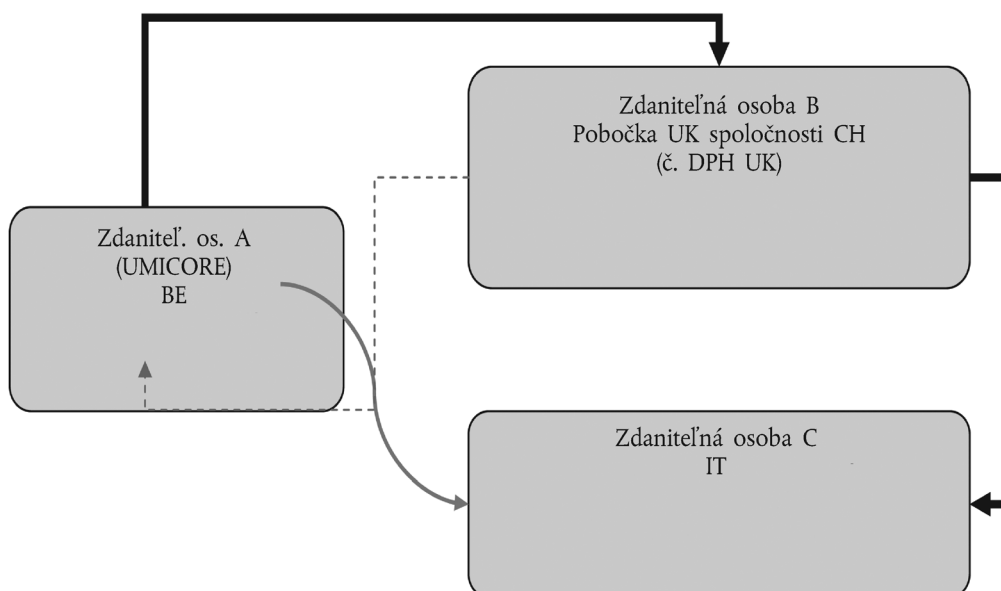 Zdaniteľná osoba B
Pobočka UK spoločnosti CH
(č. DPH UK)
Zdaniteľ. os. A
(UMICORE)
BE
Zdaniteľná osoba C
IT